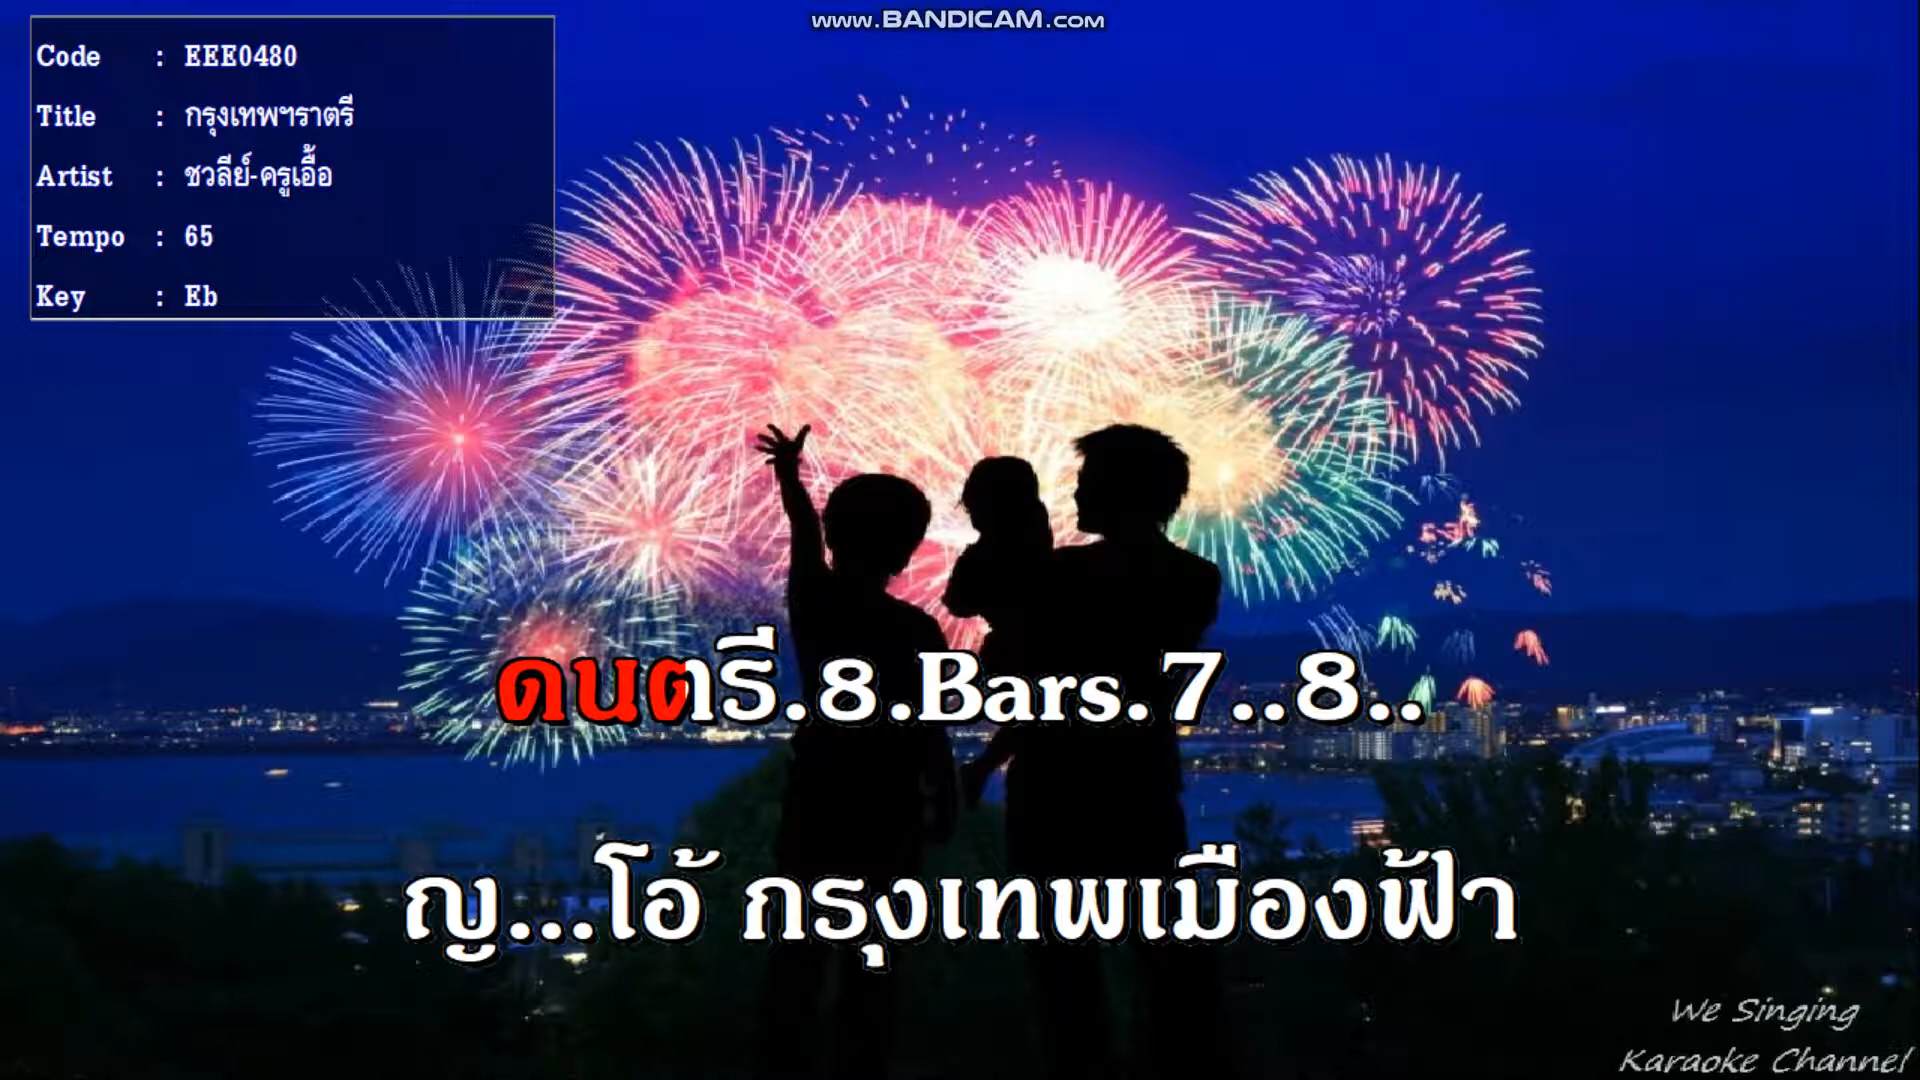 www.BANDICAM.com
Code : EEE0480
Title : กรุงเทพฯราตรี
Artist : ชวลีย์-ครูเอื้อ
Tempo : 65
Key : Eb
ดนตรี.8.Bars.7..8..
ญ...โอ้ กรุงเทพเมืองฟ้า
We Singing
Karaoke Channel